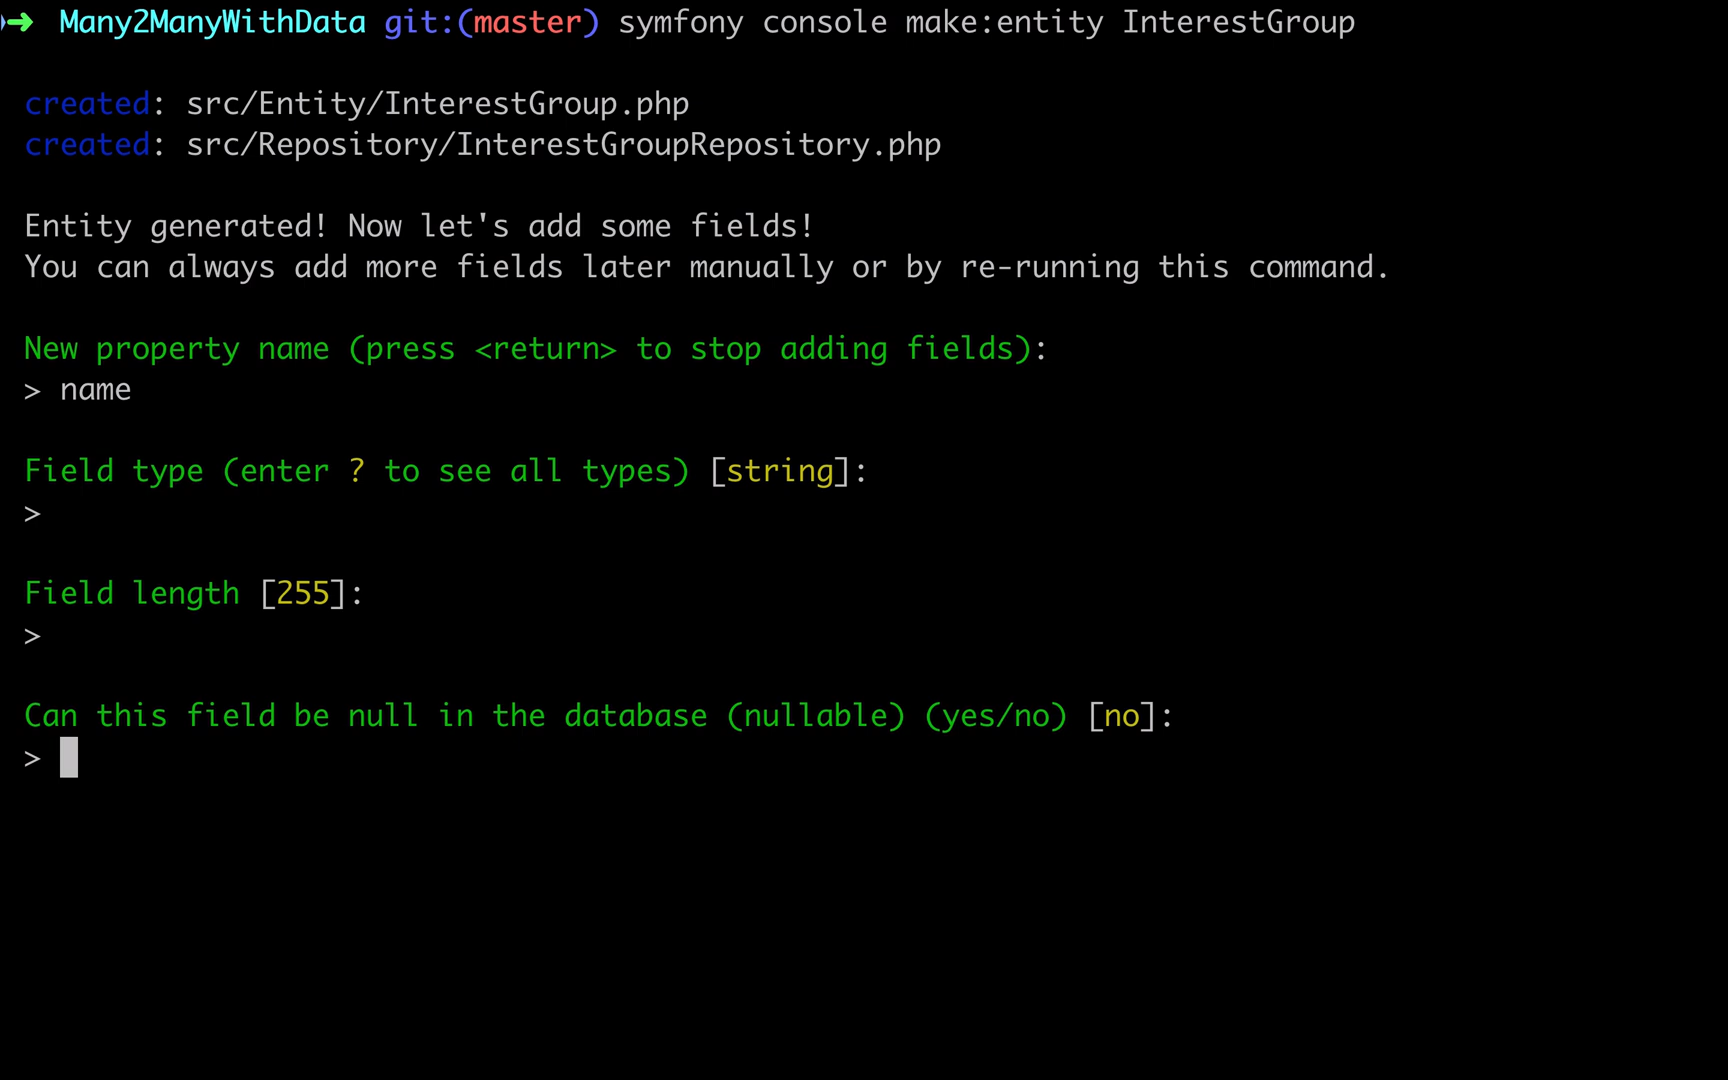 ➜ Many2ManyWithData git:(master) symfony console make:entity InterestGroup
created: src/Entity/InterestGroup.php
created: src/Repository/InterestGroupRepository.php
Entity generated! Now let's add some fields!
You can always add more fields later manually or by re-running this command.
New property name (press <return> to stop adding fields):
> name
Field type (enter ? to see all types) [string]:
>
Field length [255]:
>
Can this field be null in the database (nullable) (yes/no) [no]:
>